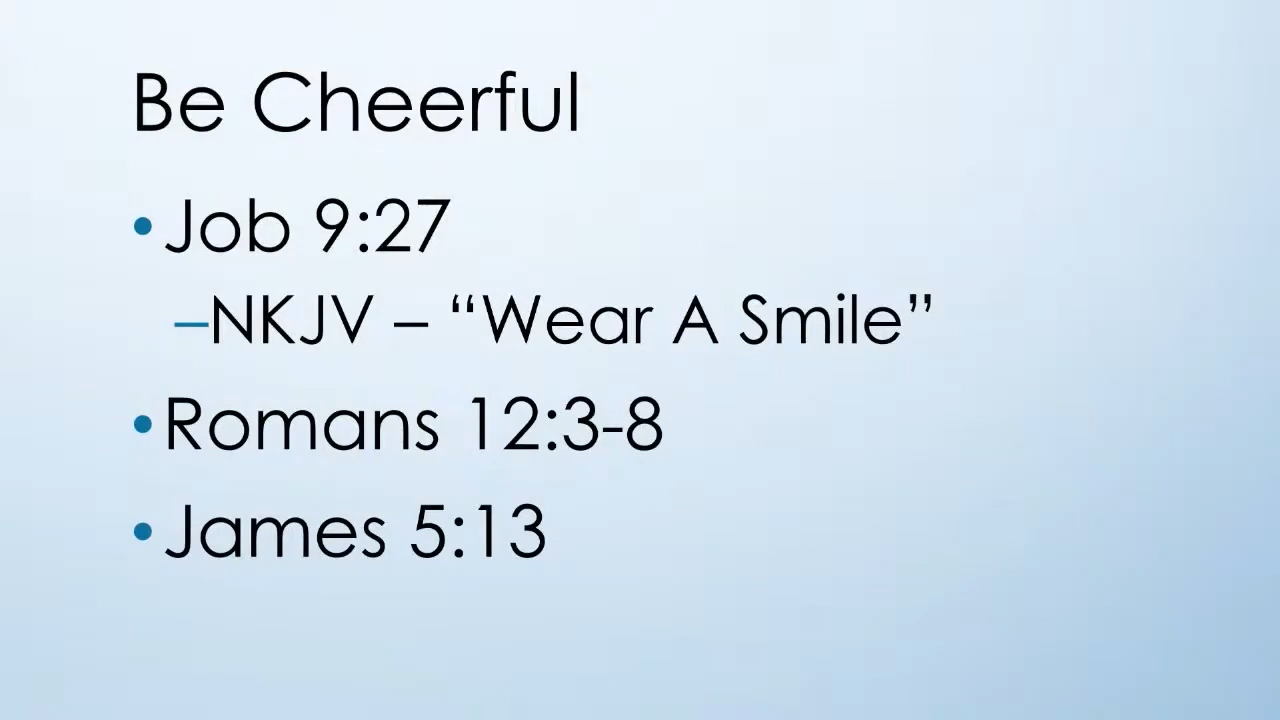 Be Cheerful
• Job 9:27
–NKJV – “Wear A Smile”
• Romans 12:3-8
• James 5:13